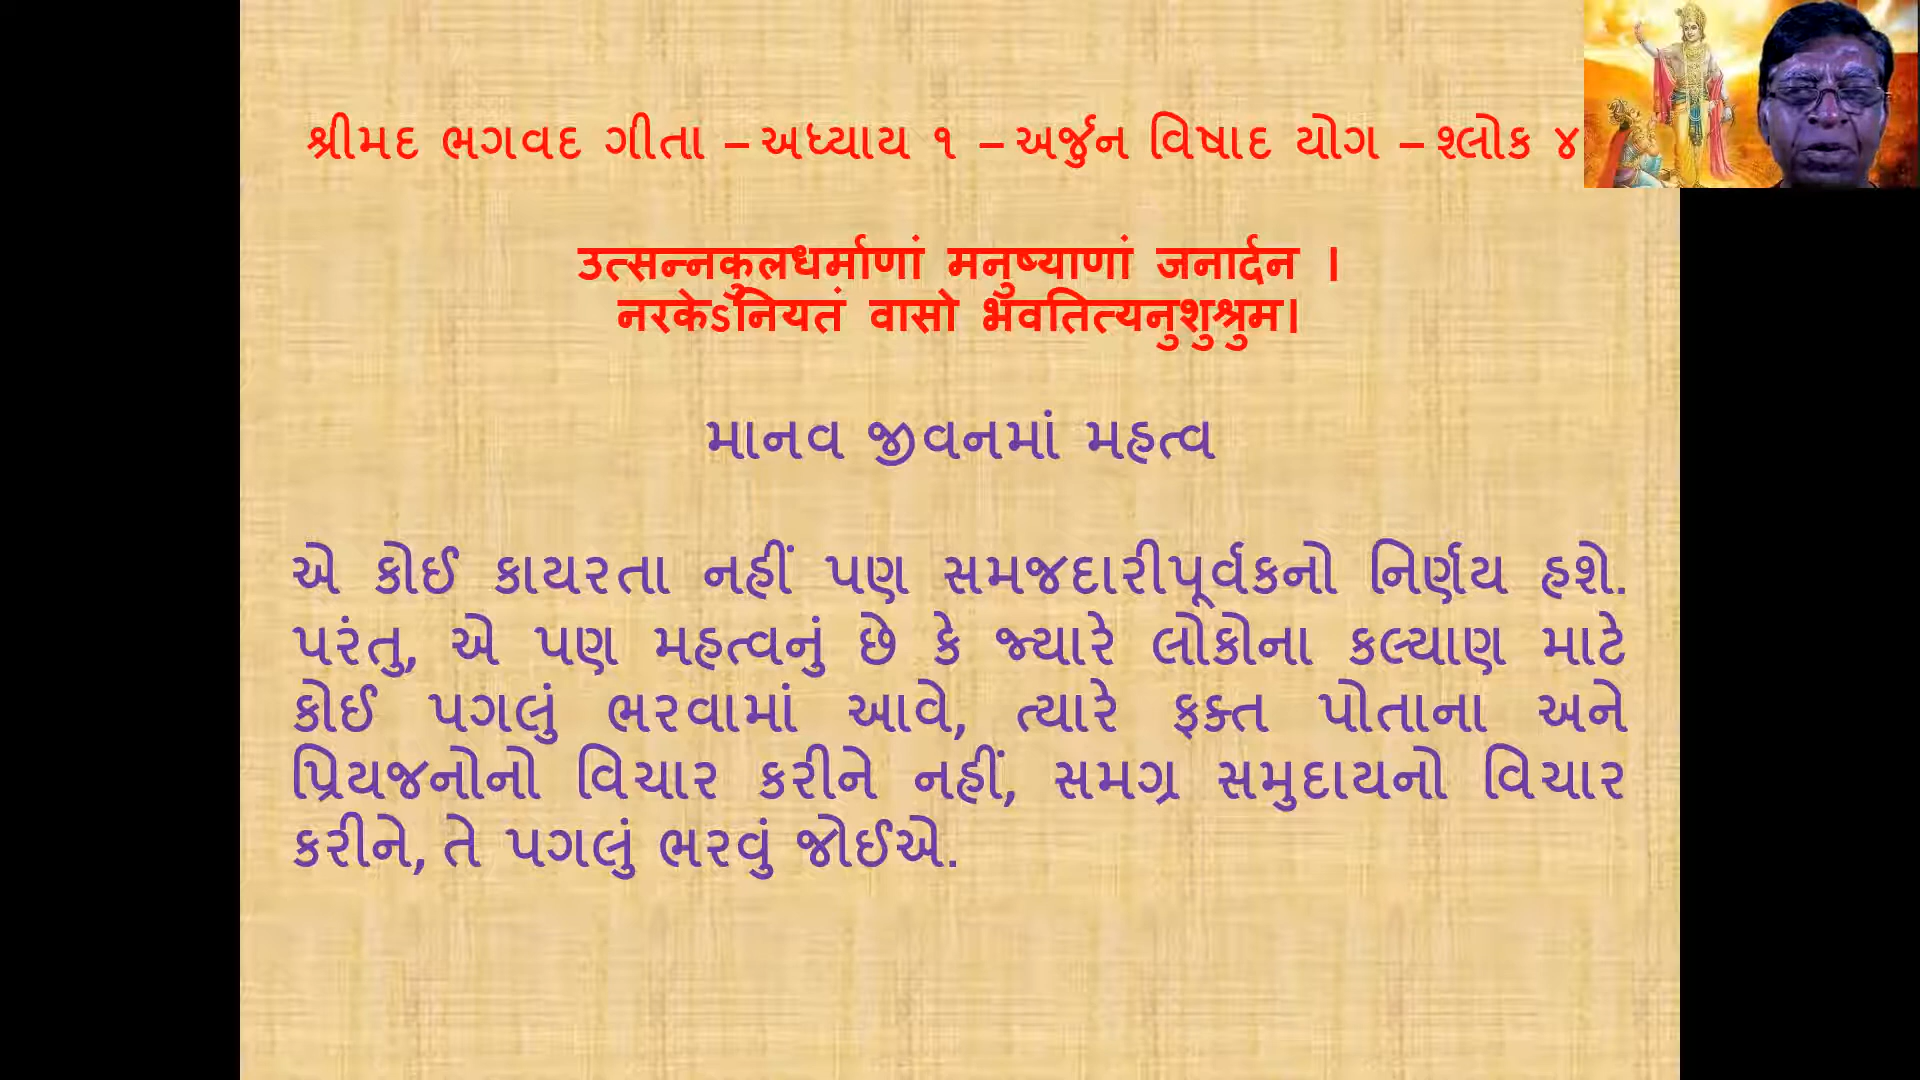 શ્રીમદ ભગવદ ગીતા – અધ્યાય ૧ – અર્જુન વિષાદ યોગ – શ્લોક ૪
उत्सन्नकुलधर्माणां मनुष्याणां जनार्दन ।
नरकेऽनियतं वासो भवतित्यनुशुश्रुम।
માનવ જીવનમાં મહત્વ
એ કોઈ કાયરતા નહીં પણ સમજદારીપૂર્વકનો નિર્ણય હશે.
પરંતુ, એ પણ મહત્વનું છે કે જ્યારે લોકોના કલ્યાણ માટે
કોઈ પગલું ભરવામાં આવે, ત્યારે ફક્ત પોતાના અને
પ્રિયજનોનો વિચાર કરીને નહીં, સમગ્ર સમુદાયનો વિચાર
કરીને, તે પગલું ભરવું જોઈએ.